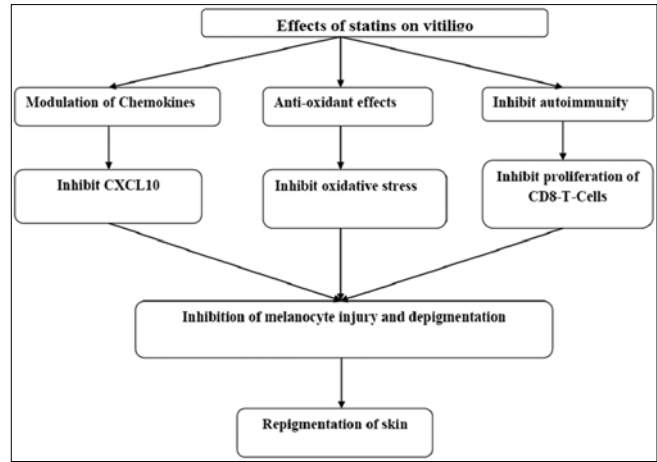 Effects of statins on vitiligo
Modulation of Chemokines
Anti-oxidant effects
Inhibit autoimmunity
Inhibit CXCL10
Inhibit oxidative stress
Inhibit proliferation of
CD8-T-Cells
Inhibition of melanocyte injury and depigmentation
Repigmentation of skin